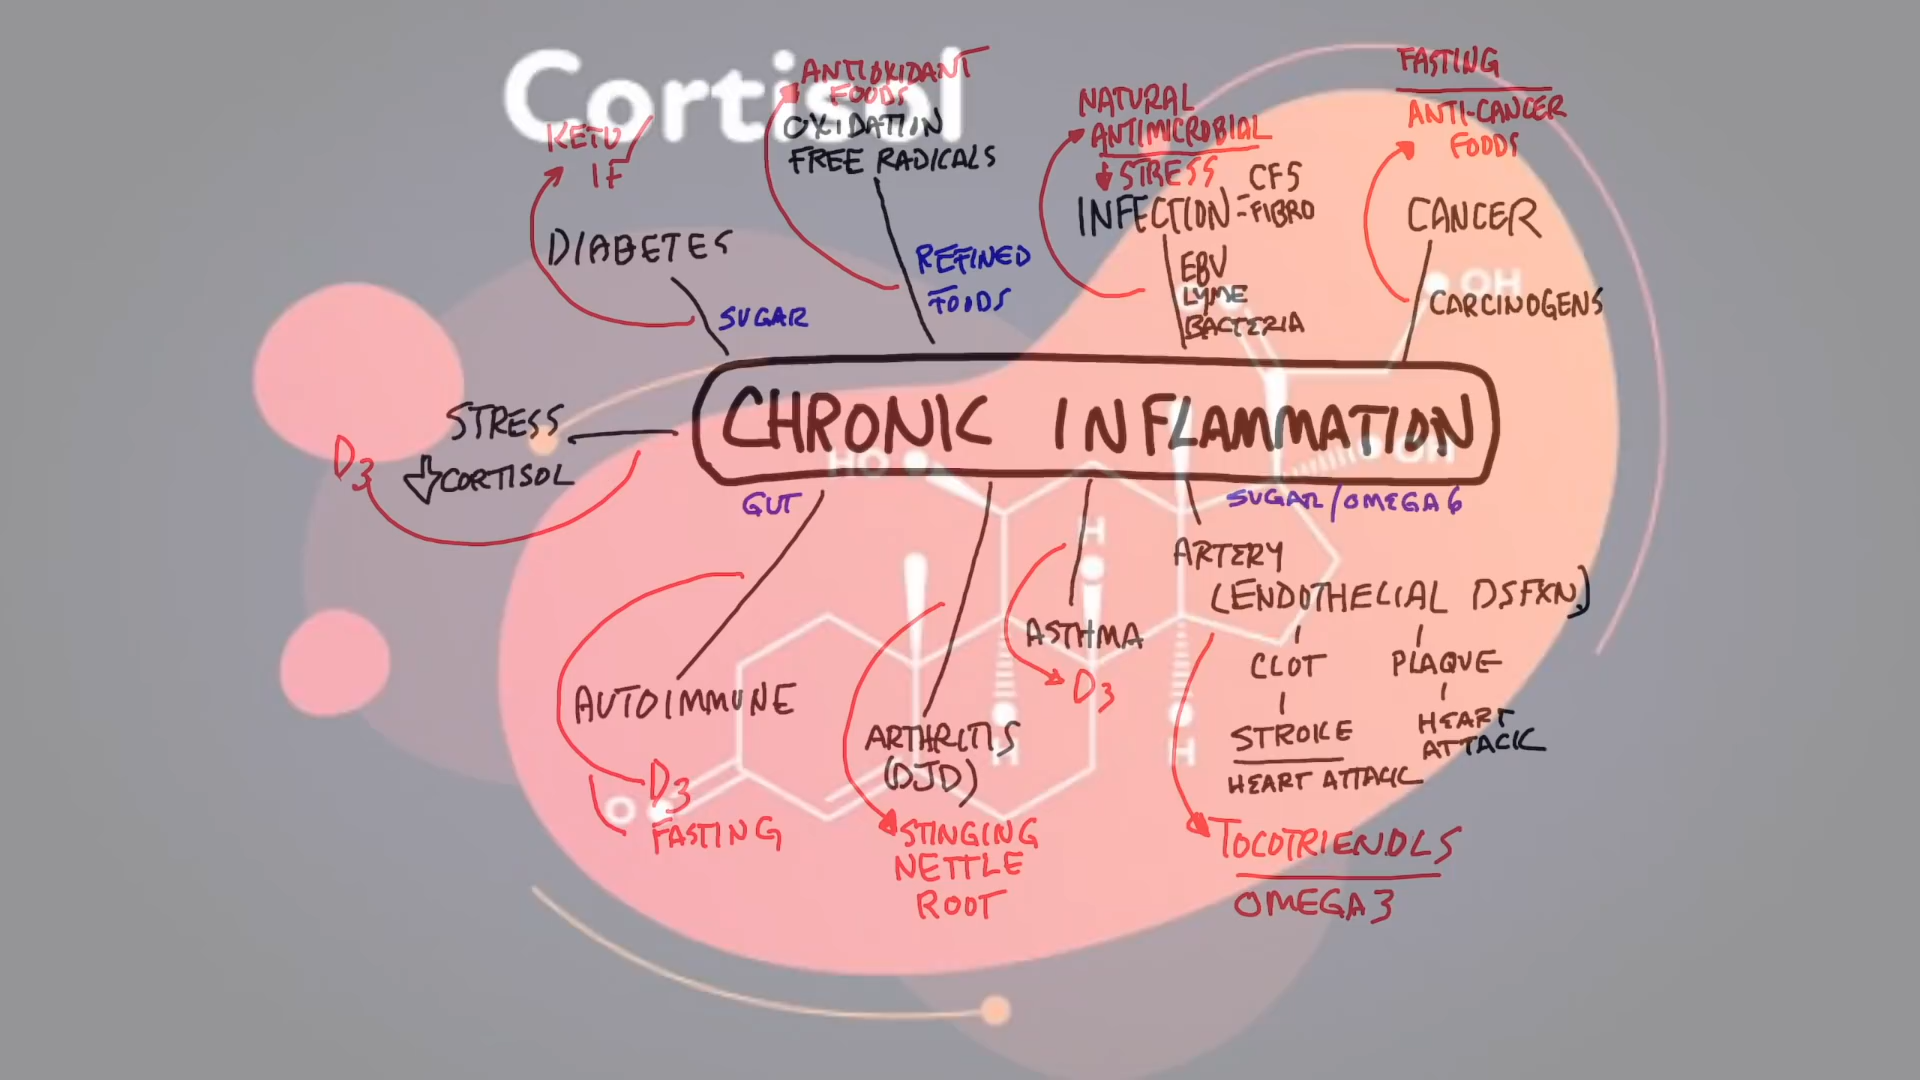 Cortisol
ANTIOXIDANT
FOODS
OXIDATION
FREE RADICALS
REFINED
FOODS
KETO/
IF
DIABETES
SUGAR
NATURAL
ANTIMICROBIAL
STRESS
CFS
INFECTION = FIBRO
EBV
LYME
BACTERIA
FASTING
ANTI-CANCER
FOODS
CANCER
OH
CARCINOGENS
CHRONIC INFLAMMATION
STRESS
CORTISOL
D3
HO
OH
GUT
SUGAR/OMEGA 6
H
H
H
H
O
AUTOIMMUNE
D3
FASTING
ARTHRITIS
(DJD)
STINGING
NETTLE
ROOT
ASTHMA
D3
ARTERY
(ENDOTHELIAL DSFXN)
CLOT
PLAQUE
STROKE
HEART ATTACK
HEART
ATTACK
TOCOTRIENOLS
OMEGA 3